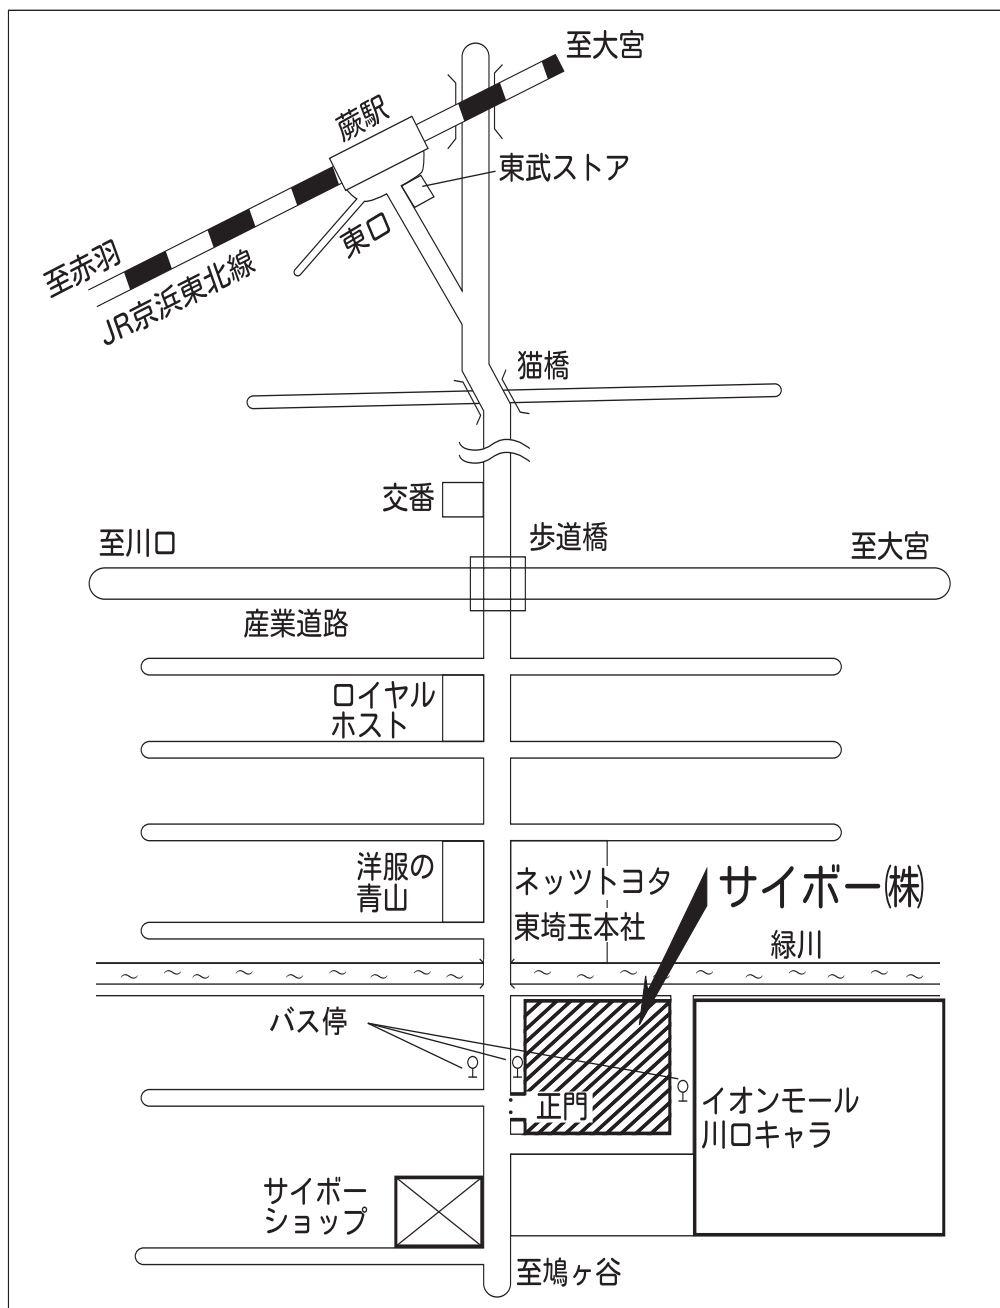 至大宮
蕨駅
東武ストア
東口
至赤羽
JR京浜東北線
猫橋
交番
歩道橋
至川口
至大宮
産業道路
ロイヤル
ホスト
洋服の
青山
ネッツトヨタ
東埼玉本社
サイボー㈱
緑川
バス停
正門
イオンモール
川口キャラ
サイボー
ショップ
至鳩ヶ谷